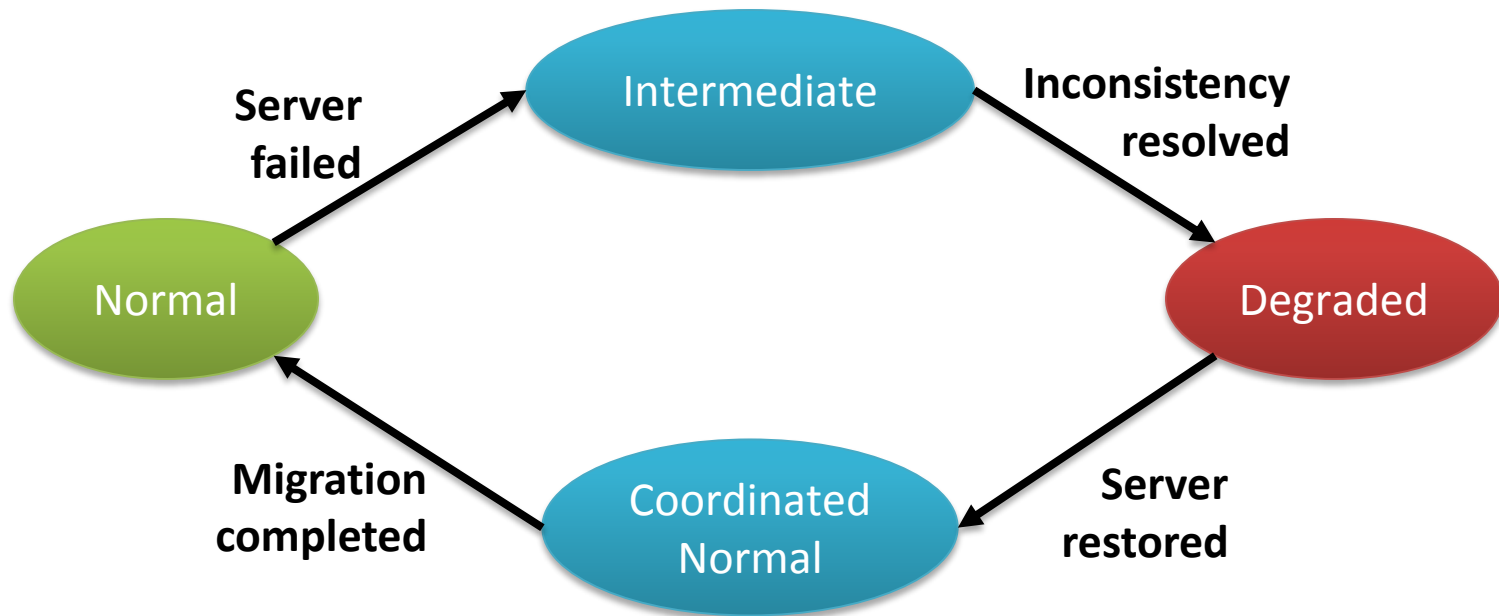 Server
failed
Intermediate
Inconsistency
resolved
Normal
Degraded
Migration
completed
Coordinated
Normal
Server
restored